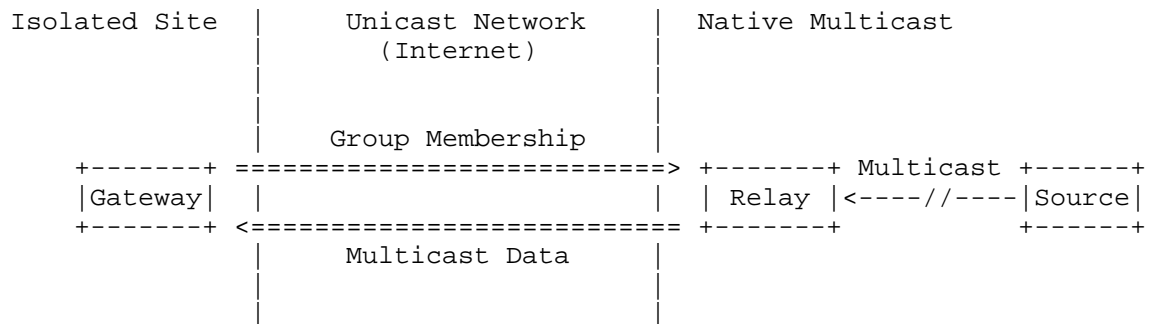 Isolated Site | Unicast Network | Native Multicast
(Internet)
Group Membership
+-------+ ===========================> +-------+ Multicast +------+
|Gateway| | | | Relay |<----//----|Source|
+-------+ <=========================== +-------+ +------+
Multicast Data